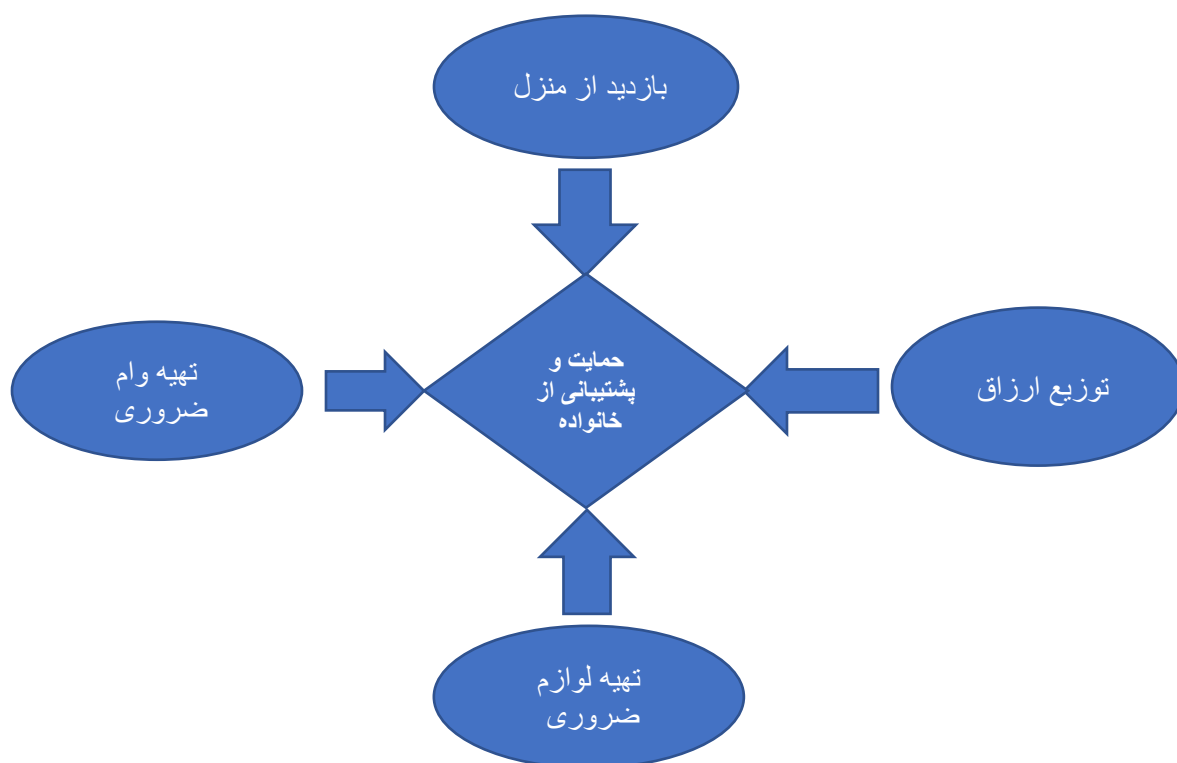 بازدید از منزل
حمایت و
پشتیبانی از
خانواده
توزیع ارزاق
تهیه وام
ضروری
تهیه لوازم
ضروری